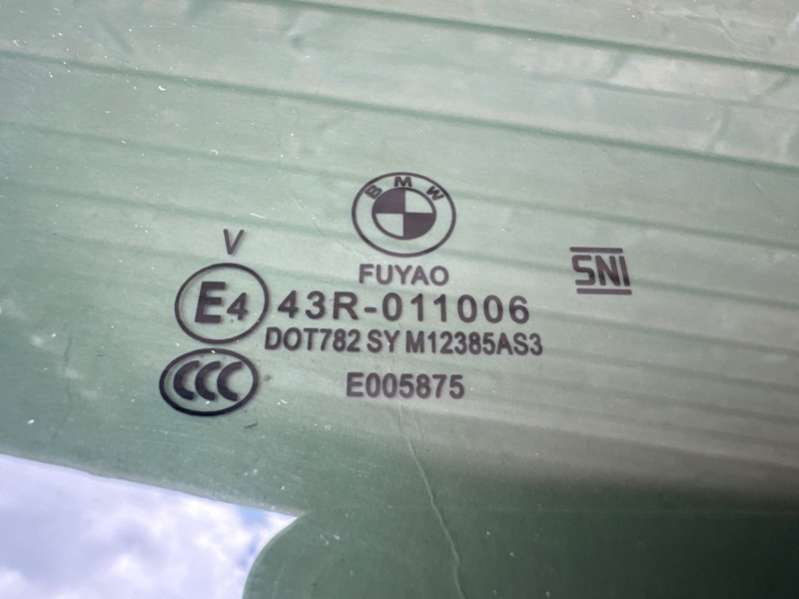 BMW
FUYAO
SNI
V
E4 43R-011006
DOT782 SY M12385AS3
CCC E005875